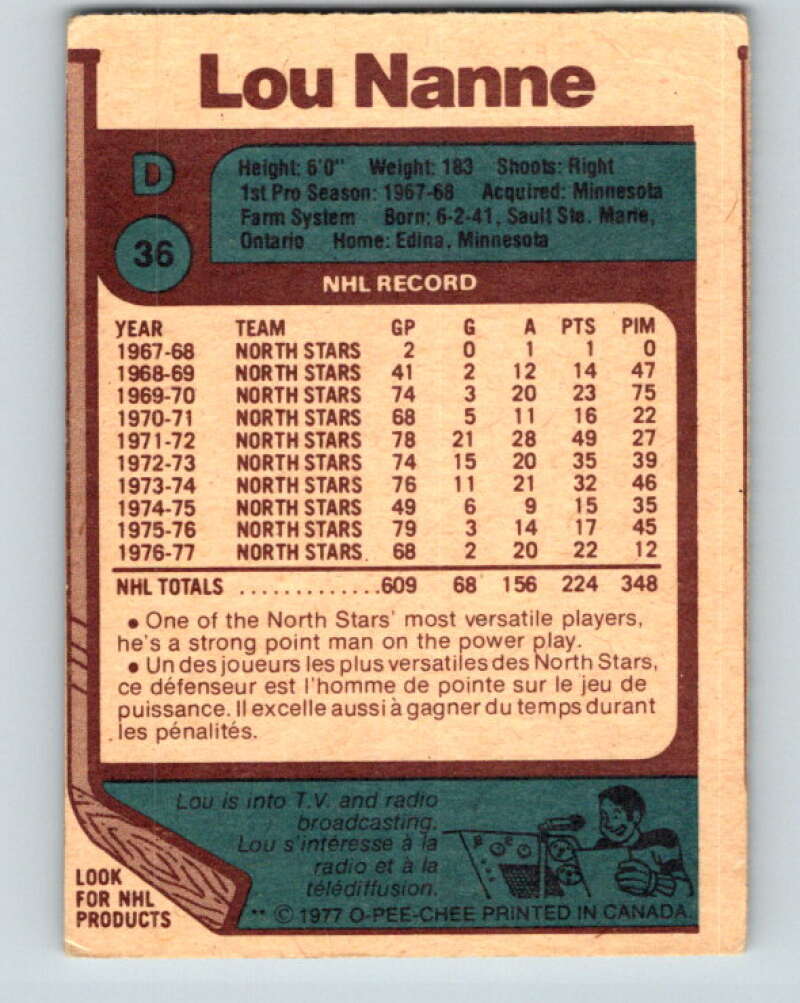 Lou Nanne
D
36
Height: 6'0" Weight: 183 Shoots: Right
1st Pro Season: 1967-68 Acquired: Minnesota
Farm System Born: 6-2-41, Sault Ste. Marie,
Ontario Home: Edina, Minnesota
NHL RECORD
YEAR TEAM GP G A PTS PIM
1967-68 NORTH STARS 2 0 1 1 0
1968-69 NORTH STARS 41 2 12 14 47
1969-70 NORTH STARS 74 3 20 23 75
1970-71 NORTH STARS 68 5 11 16 22
1971-72 NORTH STARS 78 21 28 49 27
1972-73 NORTH STARS 74 15 20 35 39
1973-74 NORTH STARS 76 11 21 32 46
1974-75 NORTH STARS 49 6 9 15 35
1975-76 NORTH STARS 79 3 14 17 45
1976-77 NORTH STARS 68 2 20 22 12
NHL TOTALS .............609 68 156 224 348
• One of the North Stars' most versatile players,
he's a strong point man on the power play.
• Un des joueurs les plus versatiles des North Stars,
ce défenseur est l'homme de pointe sur le jeu de
puissance. Il excelle aussi à gagner du temps durant
les pénalités.
Lou is into T.V. and radio
broadcasting.
Lou s'intéresse à la
radio et à la
télédiffusion.
LOOK
FOR NHL
PRODUCTS
** © 1977 O-PEE-CHEE PRINTED IN CANADA.